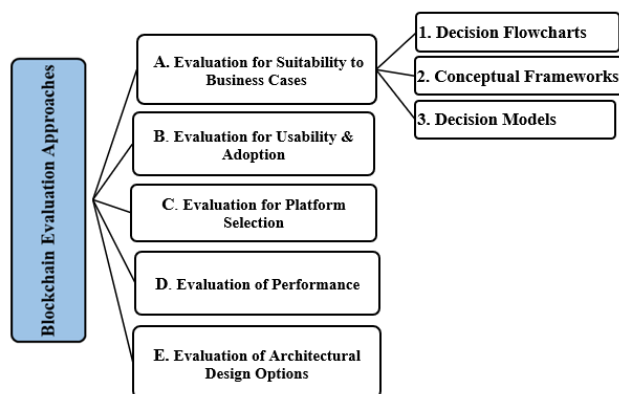 Blockchain Evaluation Approaches
A. Evaluation for Suitability to
Business Cases
1. Decision Flowcharts
2. Conceptual Frameworks
3. Decision Models
B. Evaluation for Usability &
Adoption
C. Evaluation for Platform
Selection
D. Evaluation of Performance
E. Evaluation of Architectural
Design Options